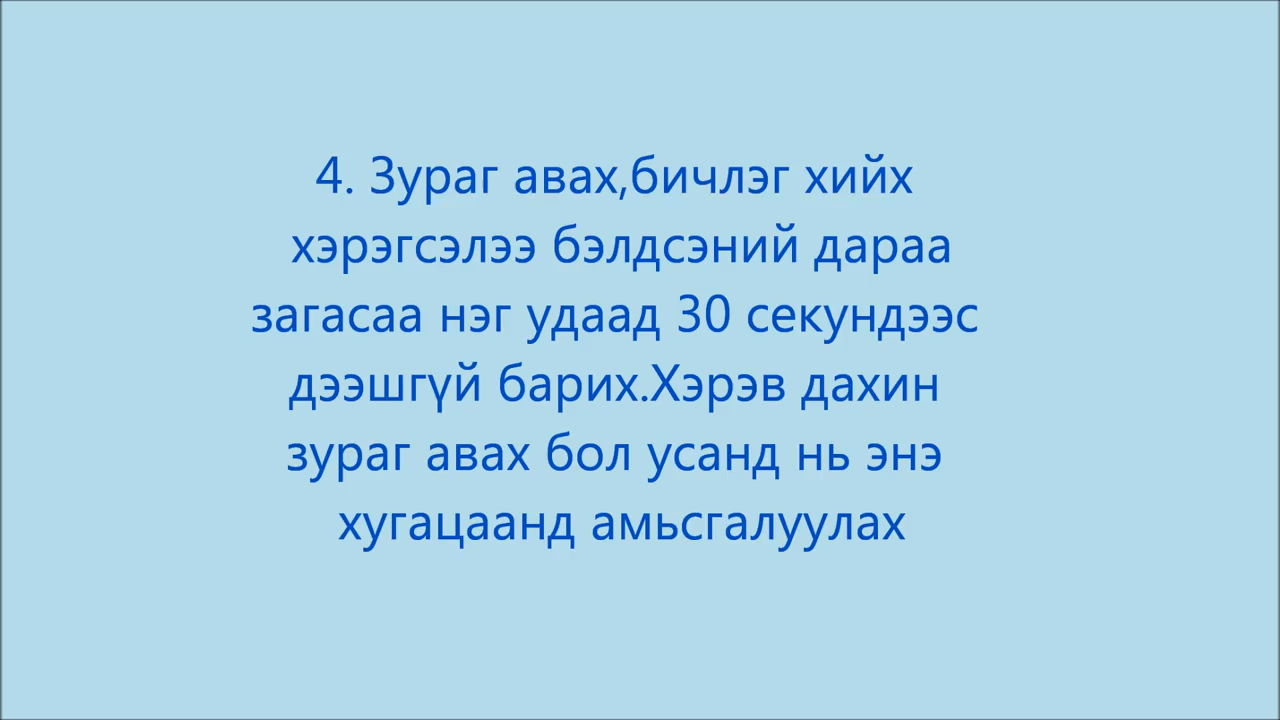 4. Зураг авах,бичлэг хийх
хэрэгсэлээ бэлдсэний дараа
загасаа нэг удаад 30 секундээс
дээшгүй барих.Хэрэв дахин
зураг авах бол усанд нь энэ
хугацаанд амьсгалуулах